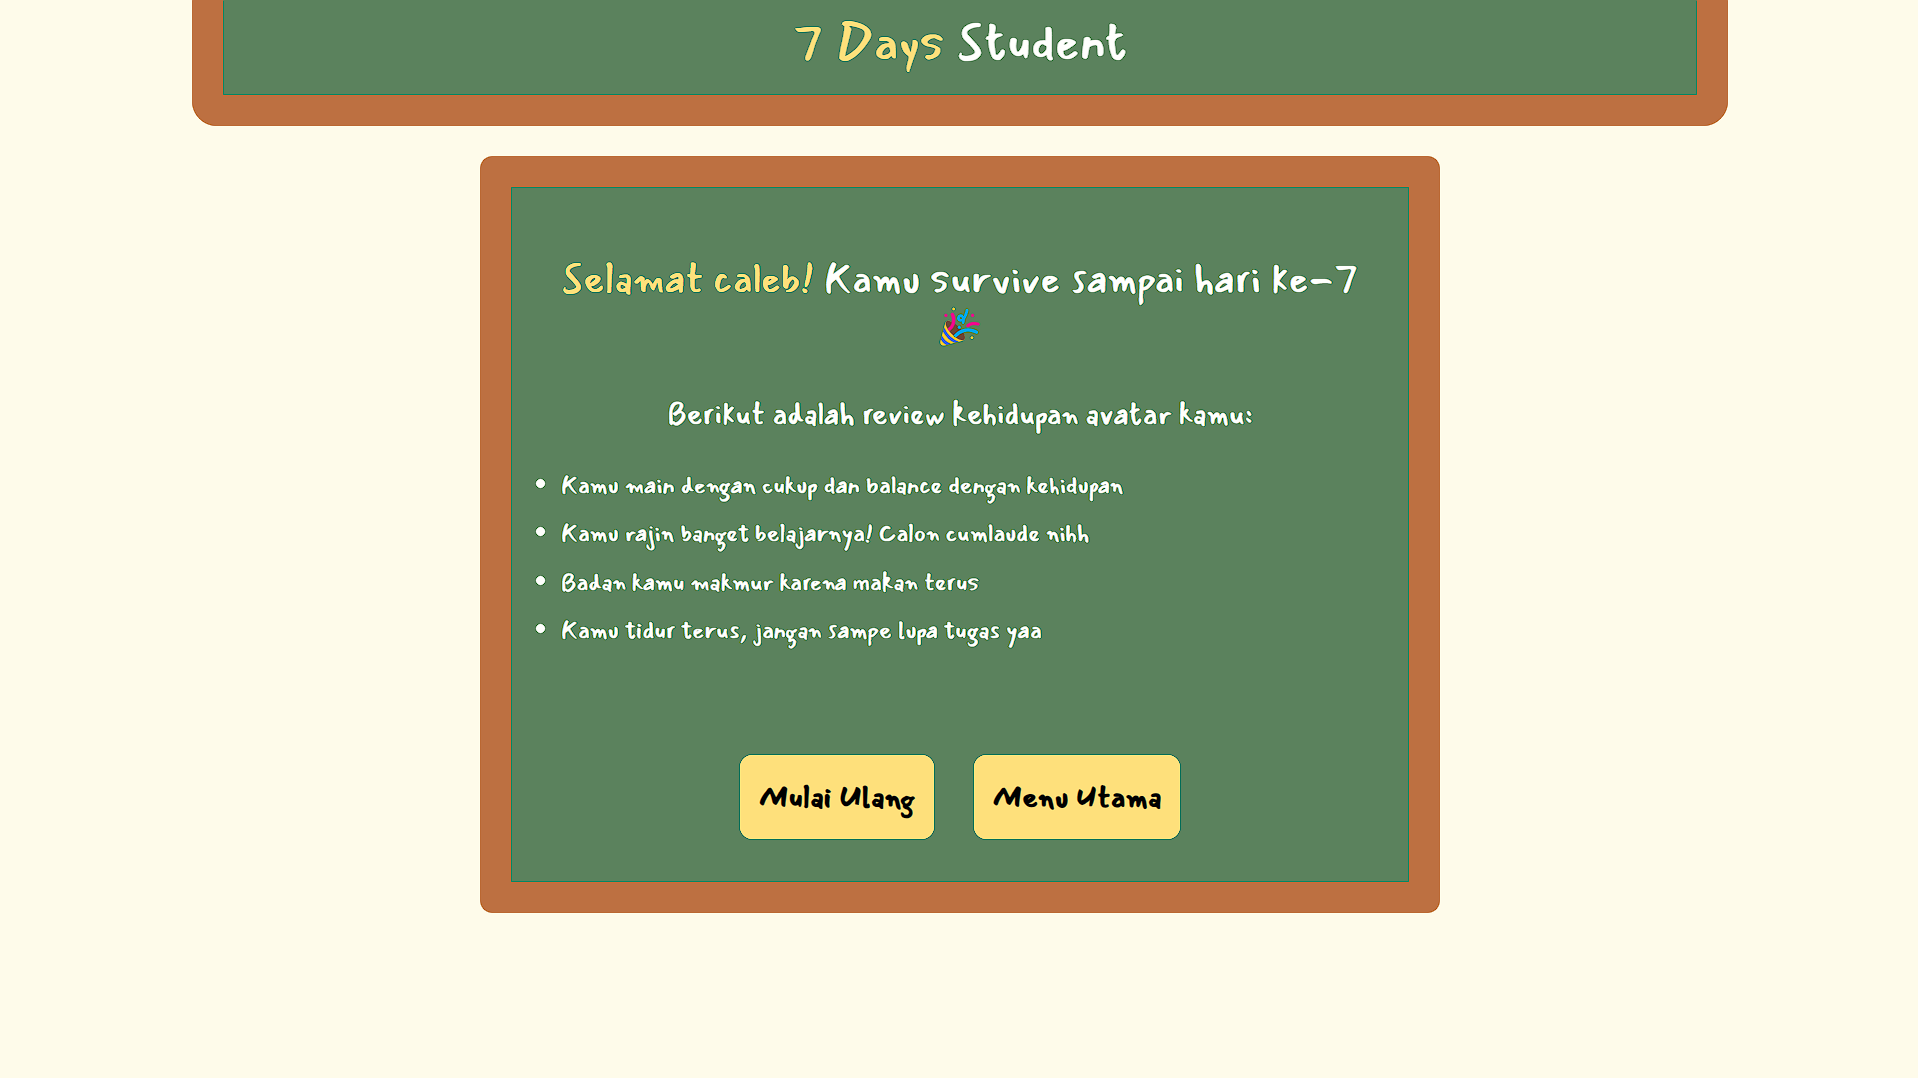 7 Days Student
Selamat caleb! Kamu survive sampai hari ke-7
🎉
Berikut adalah review kehidupan avatar kamu:
• Kamu main dengan cukup dan balance dengan kehidupan
• Kamu rajin banget belajarnya! Calon cumlaude nihh
• Badan kamu makmur karena makan terus
• Kamu tidur terus, jangan sampe lupa tugas yaa
Mulai Ulang
Menu Utama